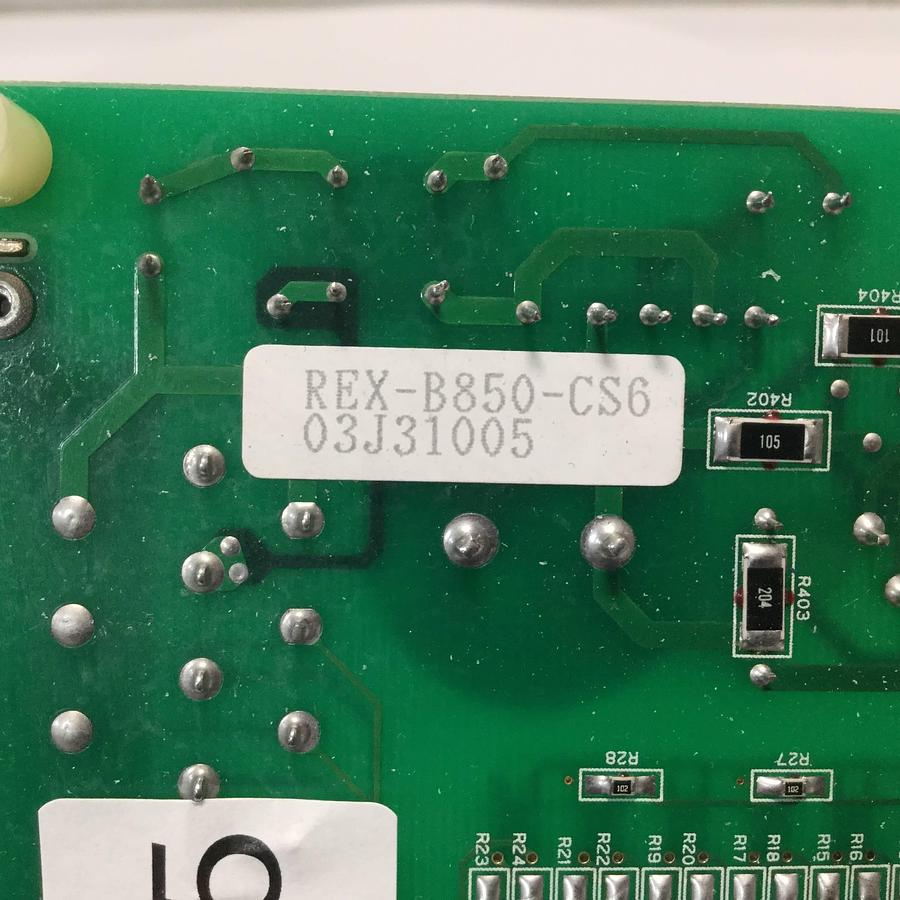 R404
101
REX-B850-CS6
03J31005
R402
105
R403
204
R28
R27
102
102
R23
R24
R21
R22
R19
R20
R17
R18
R15
R16